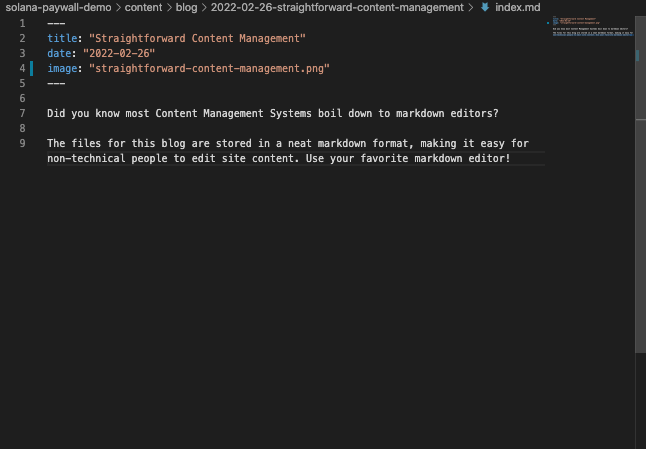 solana-paywall-demo > content > blog > 2022-02-26-straightforward-content-management > index.md
1 ---
2 title: "Straightforward Content Management"
3 date: "2022-02-26"
4 image: "straightforward-content-management.png"
5 ---
6
7 Did you know most Content Management Systems boil down to markdown editors?
8
9 The files for this blog are stored in a neat markdown format, making it easy for
non-technical people to edit site content. Use your favorite markdown editor!